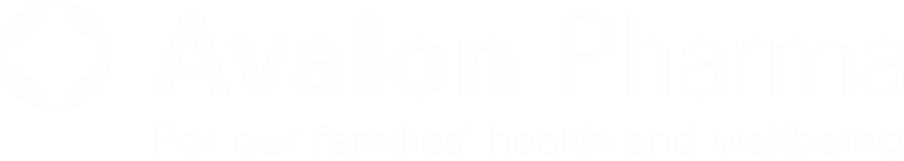 Avalon Pharma
For our families' health and wellbeing